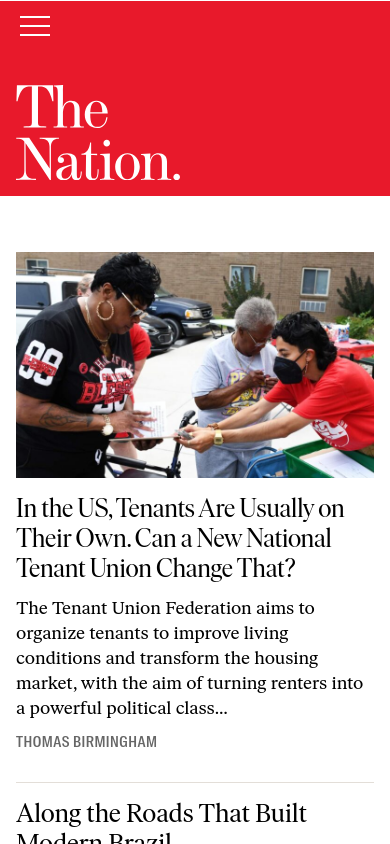 The
Nation.
In the US, Tenants Are Usually on
Their Own. Can a New National
Tenant Union Change That?
The Tenant Union Federation aims to
organize tenants to improve living
conditions and transform the housing
market, with the aim of turning renters into
a powerful political class…
THOMAS BIRMINGHAM
Along the Roads That Built
Modern Brazil